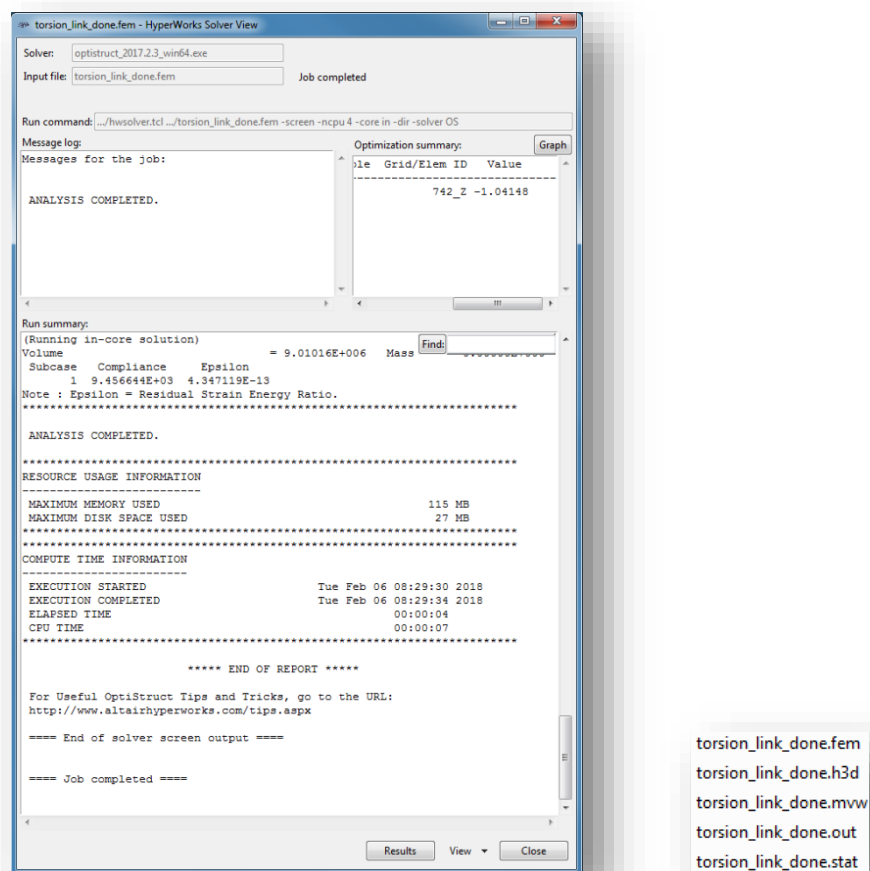 torsion_link_done.fem - HyperWorks Solver View
Solver: optistruct_2017.2.3_win64.exe
Input file: torsion_link_done.fem Job completed
Run command: .../hwsolver.tcl .../torsion_link_done.fem -screen -ncpu 4 -core in -dir -solver OS
Message log: Optimization summary: Graph
Messages for the job:
ANALYSIS COMPLETED.
ple Grid/Elem ID Value
--------------------------
742_Z -1.04148
Run summary:
Find:
(Running in-core solution)
Volume = 9.01016E+006 Mass
Subcase Compliance Epsilon
1 9.456644E+03 4.347119E-13
Note : Epsilon = Residual Strain Energy Ratio.
************************************************************************
ANALYSIS COMPLETED.
************************************************************************
RESOURCE USAGE INFORMATION
--------------------------
MAXIMUM MEMORY USED 115 MB
MAXIMUM DISK SPACE USED 27 MB
************************************************************************
************************************************************************
COMPUTE TIME INFORMATION
------------------------
EXECUTION STARTED Tue Feb 06 08:29:30 2018
EXECUTION COMPLETED Tue Feb 06 08:29:34 2018
ELAPSED TIME 00:00:04
CPU TIME 00:00:07
************************************************************************
***** END OF REPORT *****
For Useful OptiStruct Tips and Tricks, go to the URL:
http://www.altairhyperworks.com/tips.aspx
==== End of solver screen output ====
==== Job completed ====
Results View Close
torsion_link_done.fem
torsion_link_done.h3d
torsion_link_done.mvw
torsion_link_done.out
torsion_link_done.stat